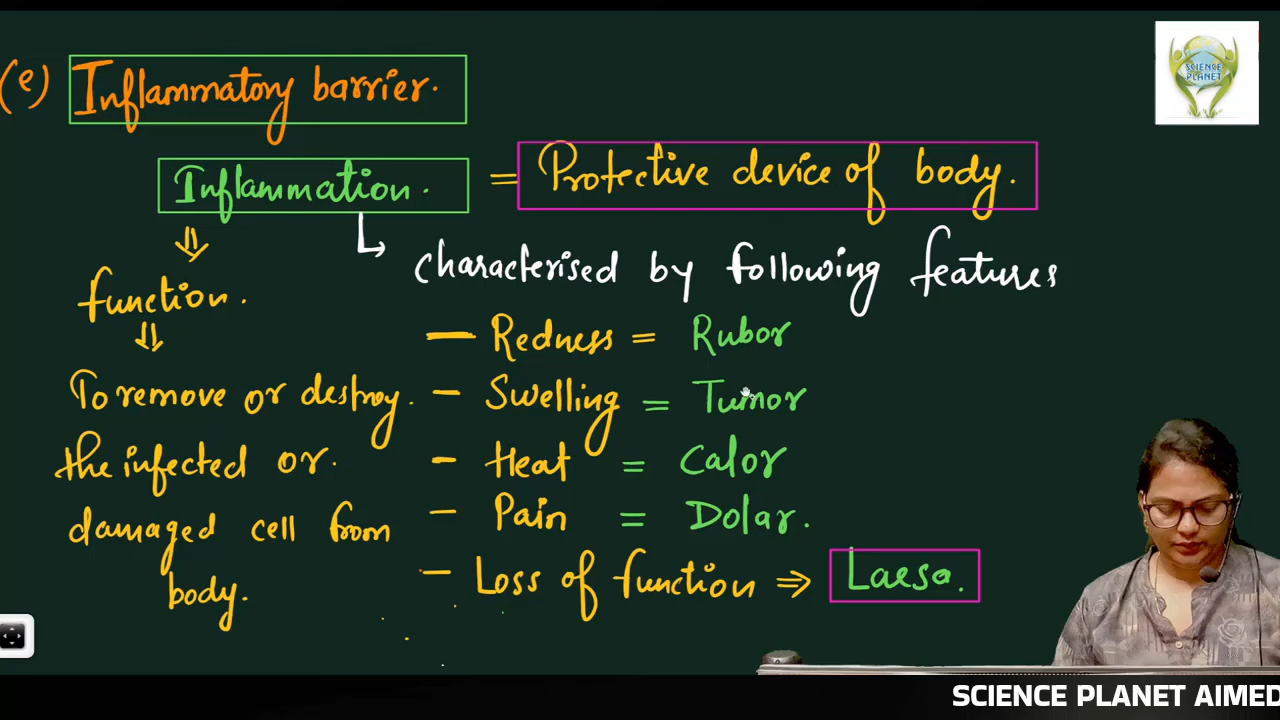 (e) Inflammatory barrier.
SCIENCE
PLANET
Inflammation. = Protective device of body.
characterised by following features
function.
To remove or destroy.
the infected or.
damaged cell from
body.
— Redness = Rubor
- Swelling = Tumor
- Heat = Calor
- Pain = Dolar.
- Loss of function ⇒ Laesa.
SCIENCE PLANET AIMED